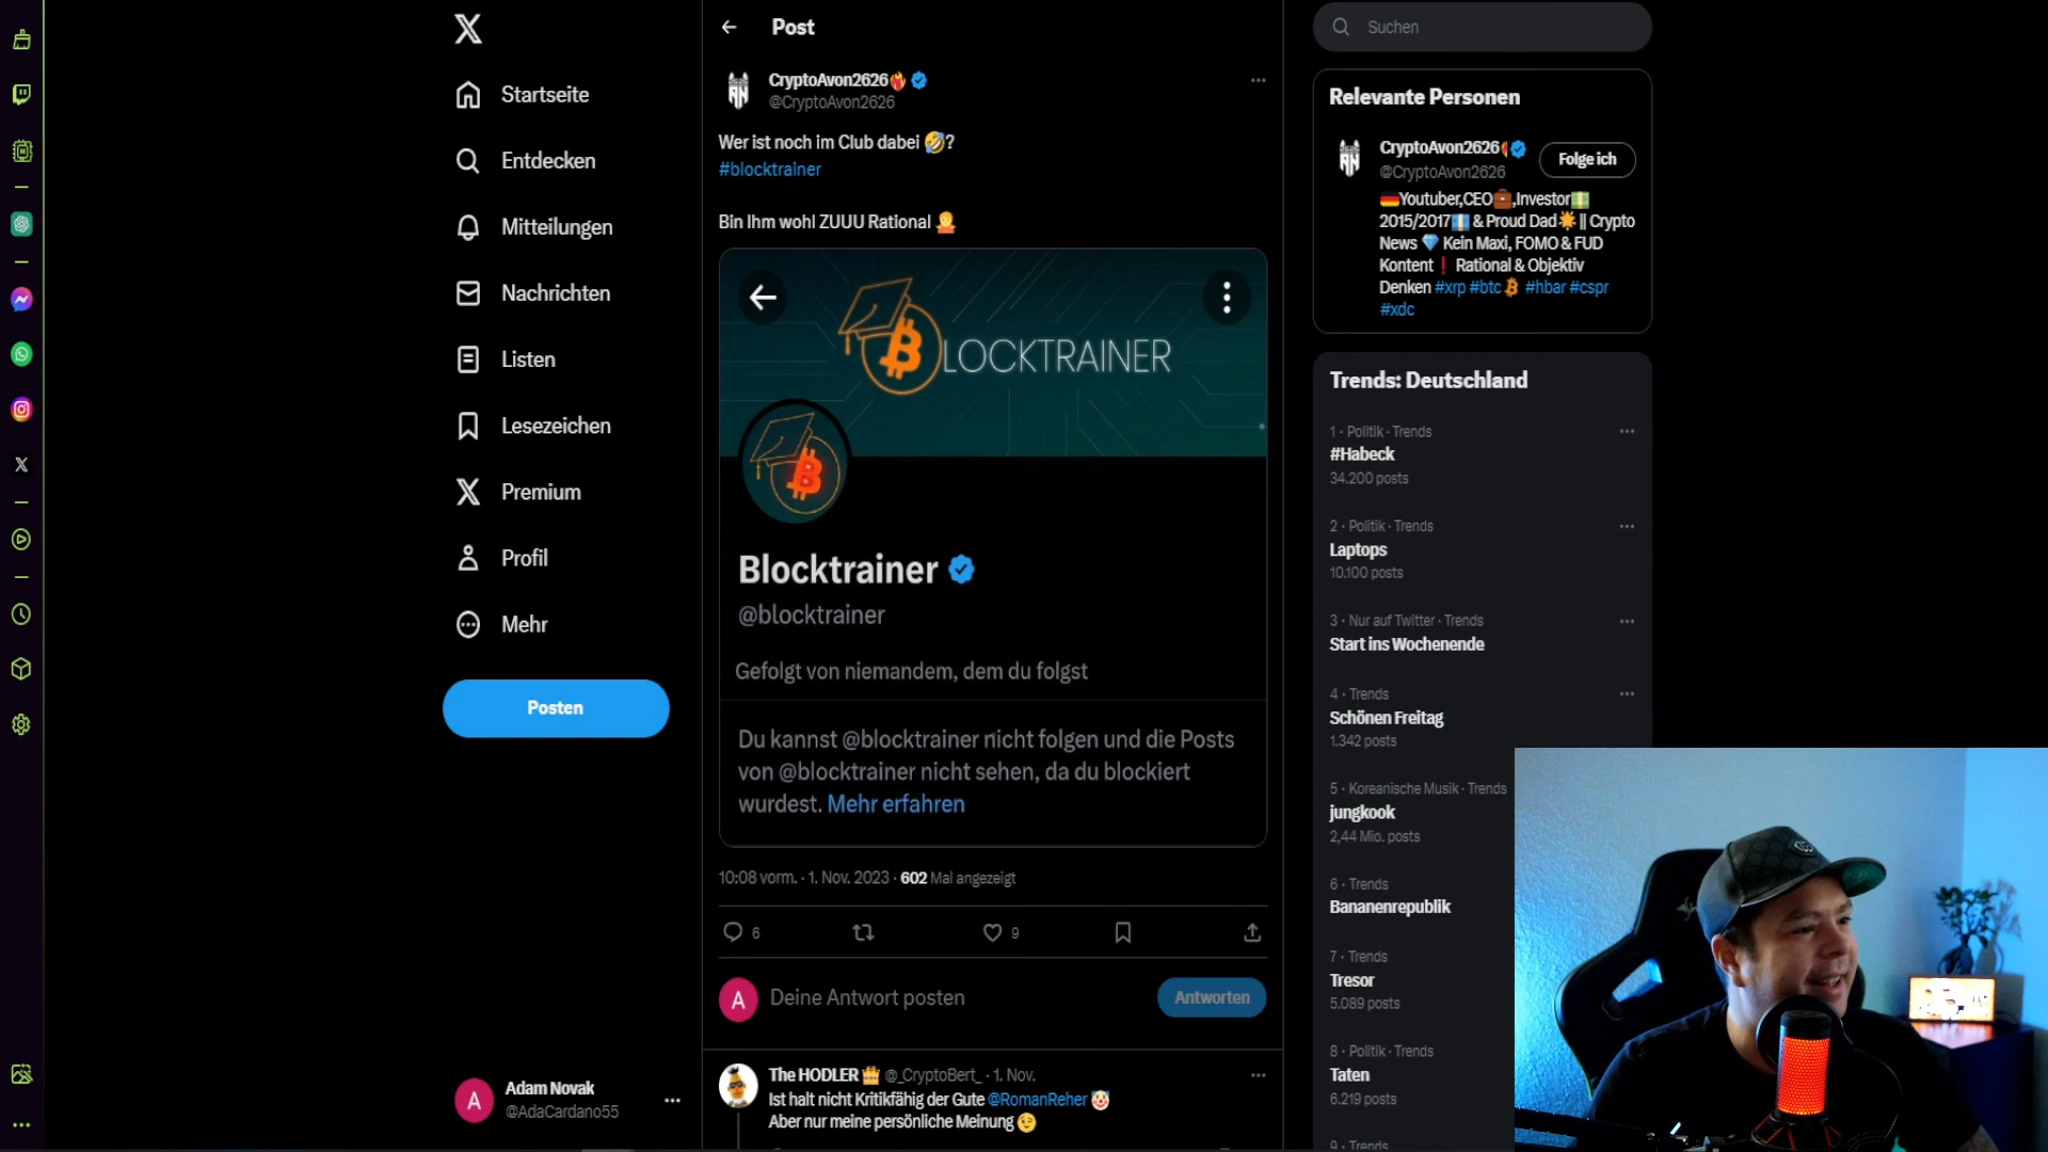 Startseite
Entdecken
Mitteilungen
Nachrichten
Listen
Lesezeichen
Premium
Profil
Mehr
Posten
Adam Novak
@AdaCardano55
Post
CryptoAvon2626
@CryptoAvon2626
Wer ist noch im Club dabei 🤣?
#blocktrainer
Bin Ihm wohl ZUUU Rational
LOCKTRAINER
Blocktrainer
@blocktrainer
Gefolgt von niemandem, dem du folgst
Du kannst @blocktrainer nicht folgen und die Posts
von @blocktrainer nicht sehen, da du blockiert
wurdest. Mehr erfahren
10:08 vorm. · 1. Nov. 2023 · 602 Mal angezeigt
6
9
A
Deine Antwort posten
Antworten
The HODLER 👑 @_CryptoBert_ · 1. Nov.
Ist halt nicht Kritikfähig der Gute @RomanReher 🤡
Aber nur meine persönliche Meinung 😉
Suchen
Relevante Personen
CryptoAvon2626
@CryptoAvon2626
Folge ich
🇩🇪Youtuber,CEO💼,Investor💵
2015/2017 & Proud Dad🌟|| Crypto
News 💎 Kein Maxi, FOMO & FUD
Kontent❗ Rational & Objektiv
Denken #xrp #btc #hbar #cspr
#xdc
Trends: Deutschland
1 · Politik · Trends
#Habeck
34.200 posts
2 · Politik · Trends
Laptops
10.100 posts
3 · Nur auf Twitter · Trends
Start ins Wochenende
4 · Trends
Schönen Freitag
1.342 posts
5 · Koreanische Musik · Trends
jungkook
2,44 Mio. posts
6 · Trends
Bananenrepublik
7 · Trends
Tresor
5.089 posts
8 · Politik · Trends
Taten
6.219 posts
9 · Trends
A